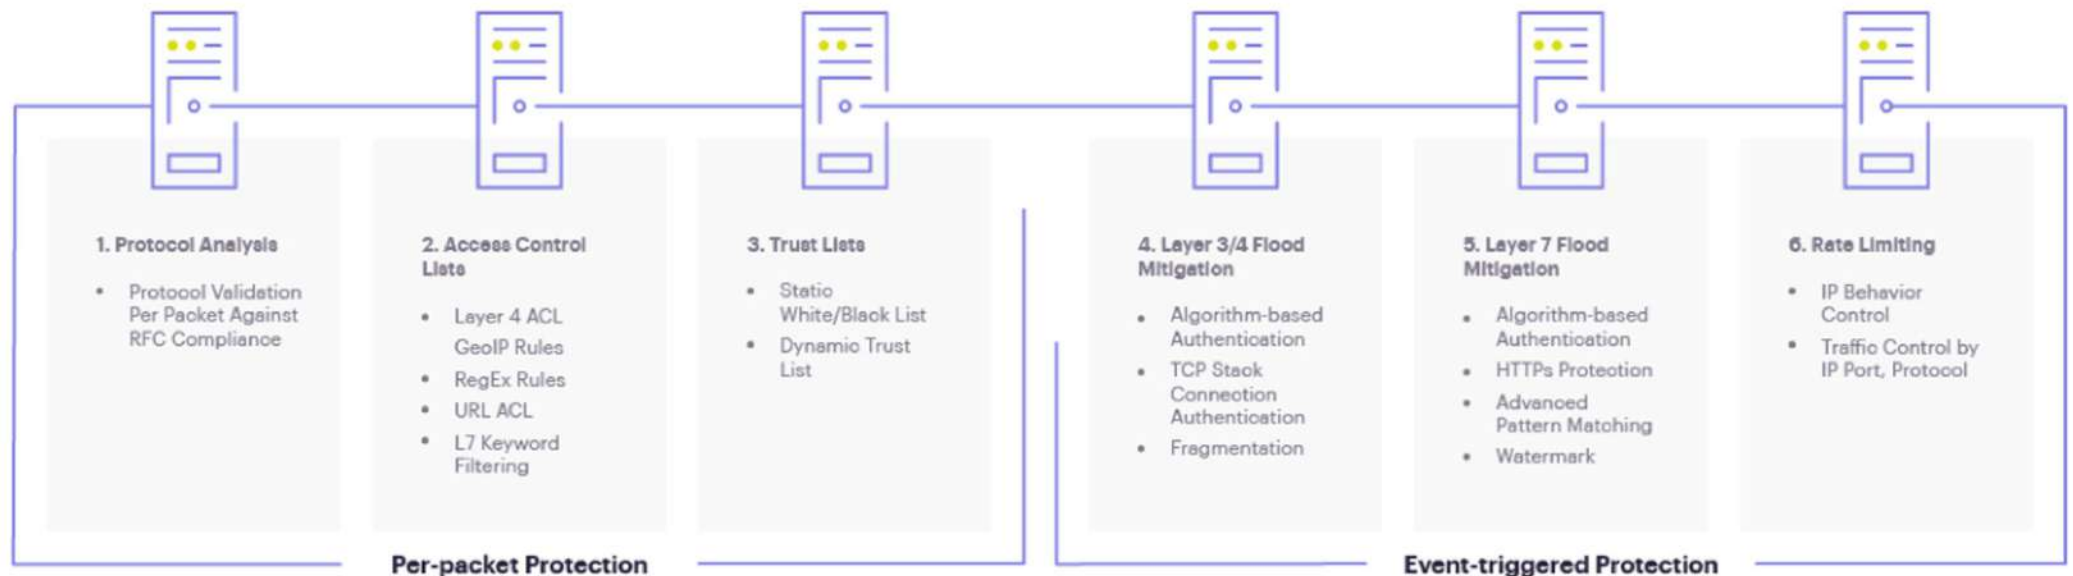 1. Protocol Analysis
• Protocol Validation
Per Packet Against
RFC Compliance
2. Access Control
Lists
• Layer 4 ACL
GeoIP Rules
• RegEx Rules
• URL ACL
• L7 Keyword
Filtering
3. Trust Lists
• Static
White/Black List
• Dynamic Trust
List
Per-packet Protection
4. Layer 3/4 Flood
Mitigation
• Algorithm-based
Authentication
• TCP Stack
Connection
Authentication
• Fragmentation
5. Layer 7 Flood
Mitigation
• Algorithm-based
Authentication
• HTTPs Protection
• Advanced
Pattern Matching
• Watermark
6. Rate Limiting
• IP Behavior
Control
• Traffic Control by
IP Port, Protocol
Event-triggered Protection